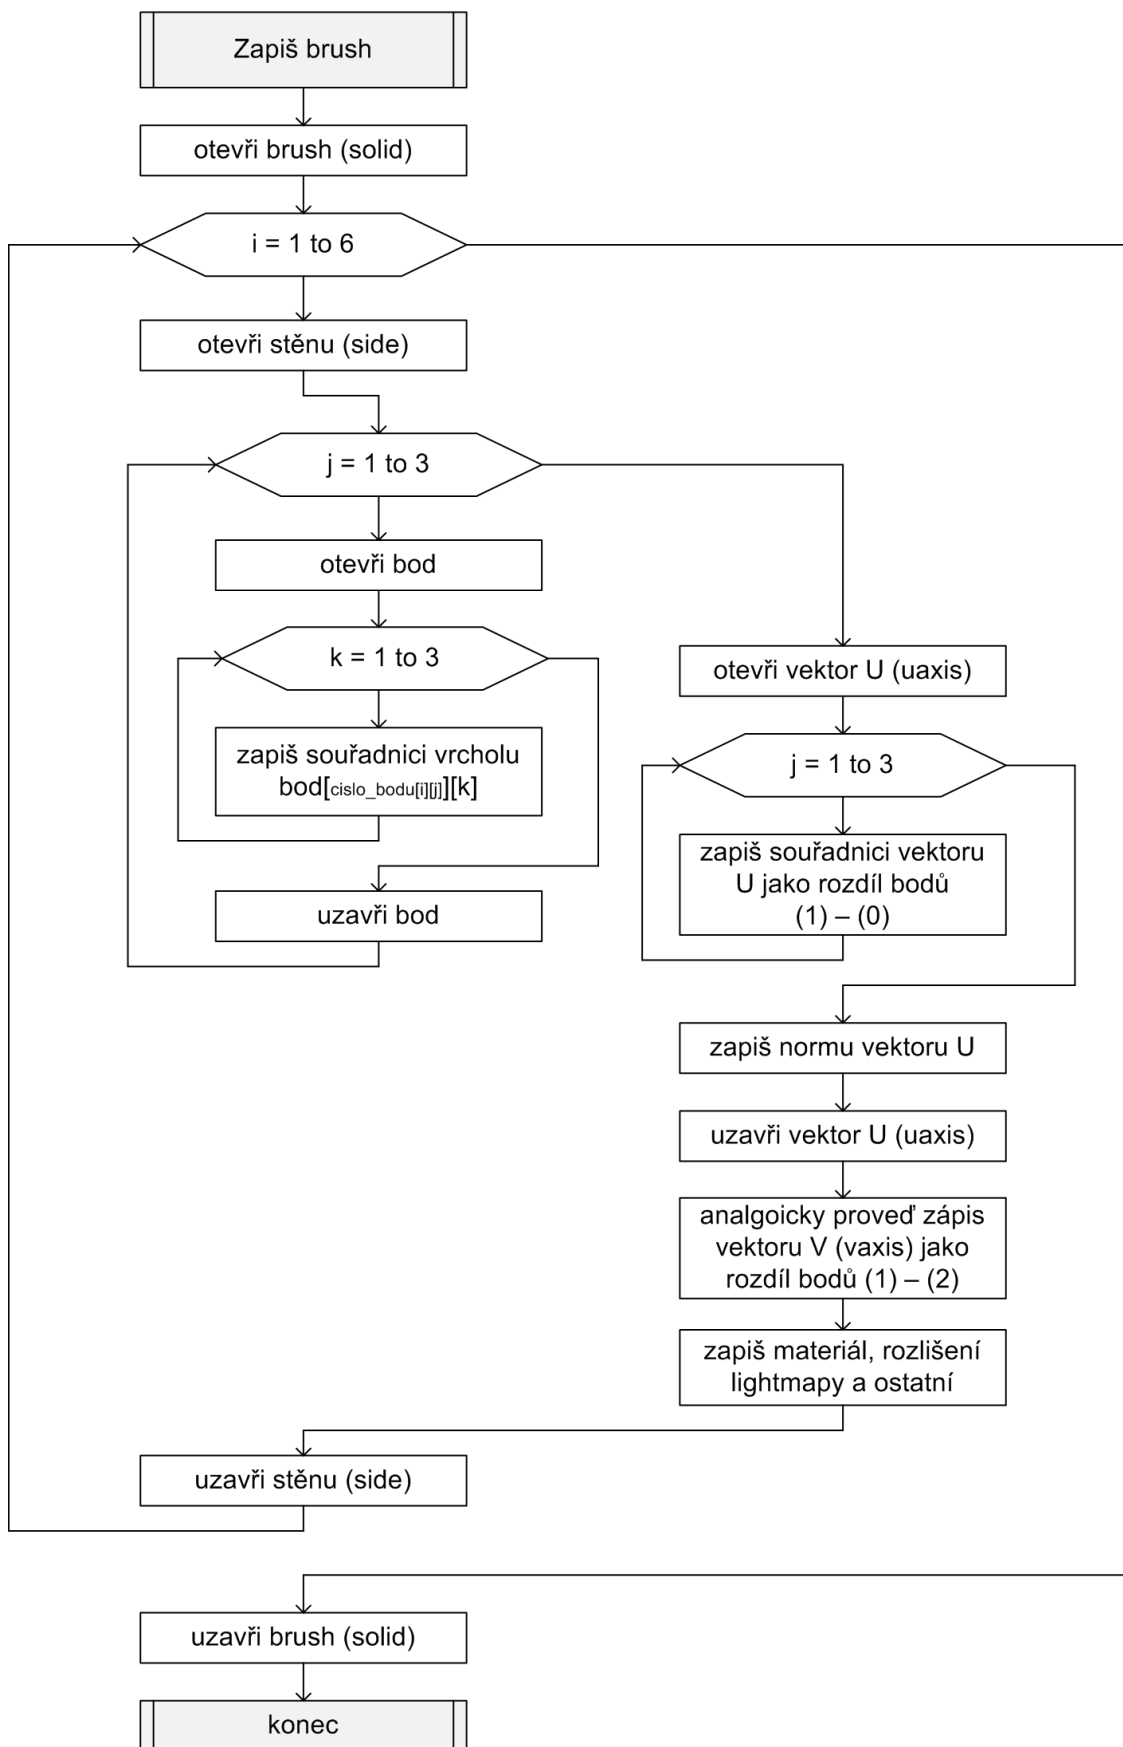 Zapiš brush
otevři brush (solid)
i = 1 to 6
otevři stěnu (side)
j = 1 to 3
otevři bod
k = 1 to 3
zapiš souřadnici vrcholu
bod[cislo_bodu[i][j]][k]
uzavři bod
otevři vektor U (uaxis)
j = 1 to 3
zapiš souřadnici vektoru
U jako rozdíl bodů
(1) – (0)
zapiš normu vektoru U
uzavři vektor U (uaxis)
analgoicky proveď zápis
vektoru V (vaxis) jako
rozdíl bodů (1) – (2)
zapiš materiál, rozlišení
lightmapy a ostatní
uzavři stěnu (side)
uzavři brush (solid)
konec